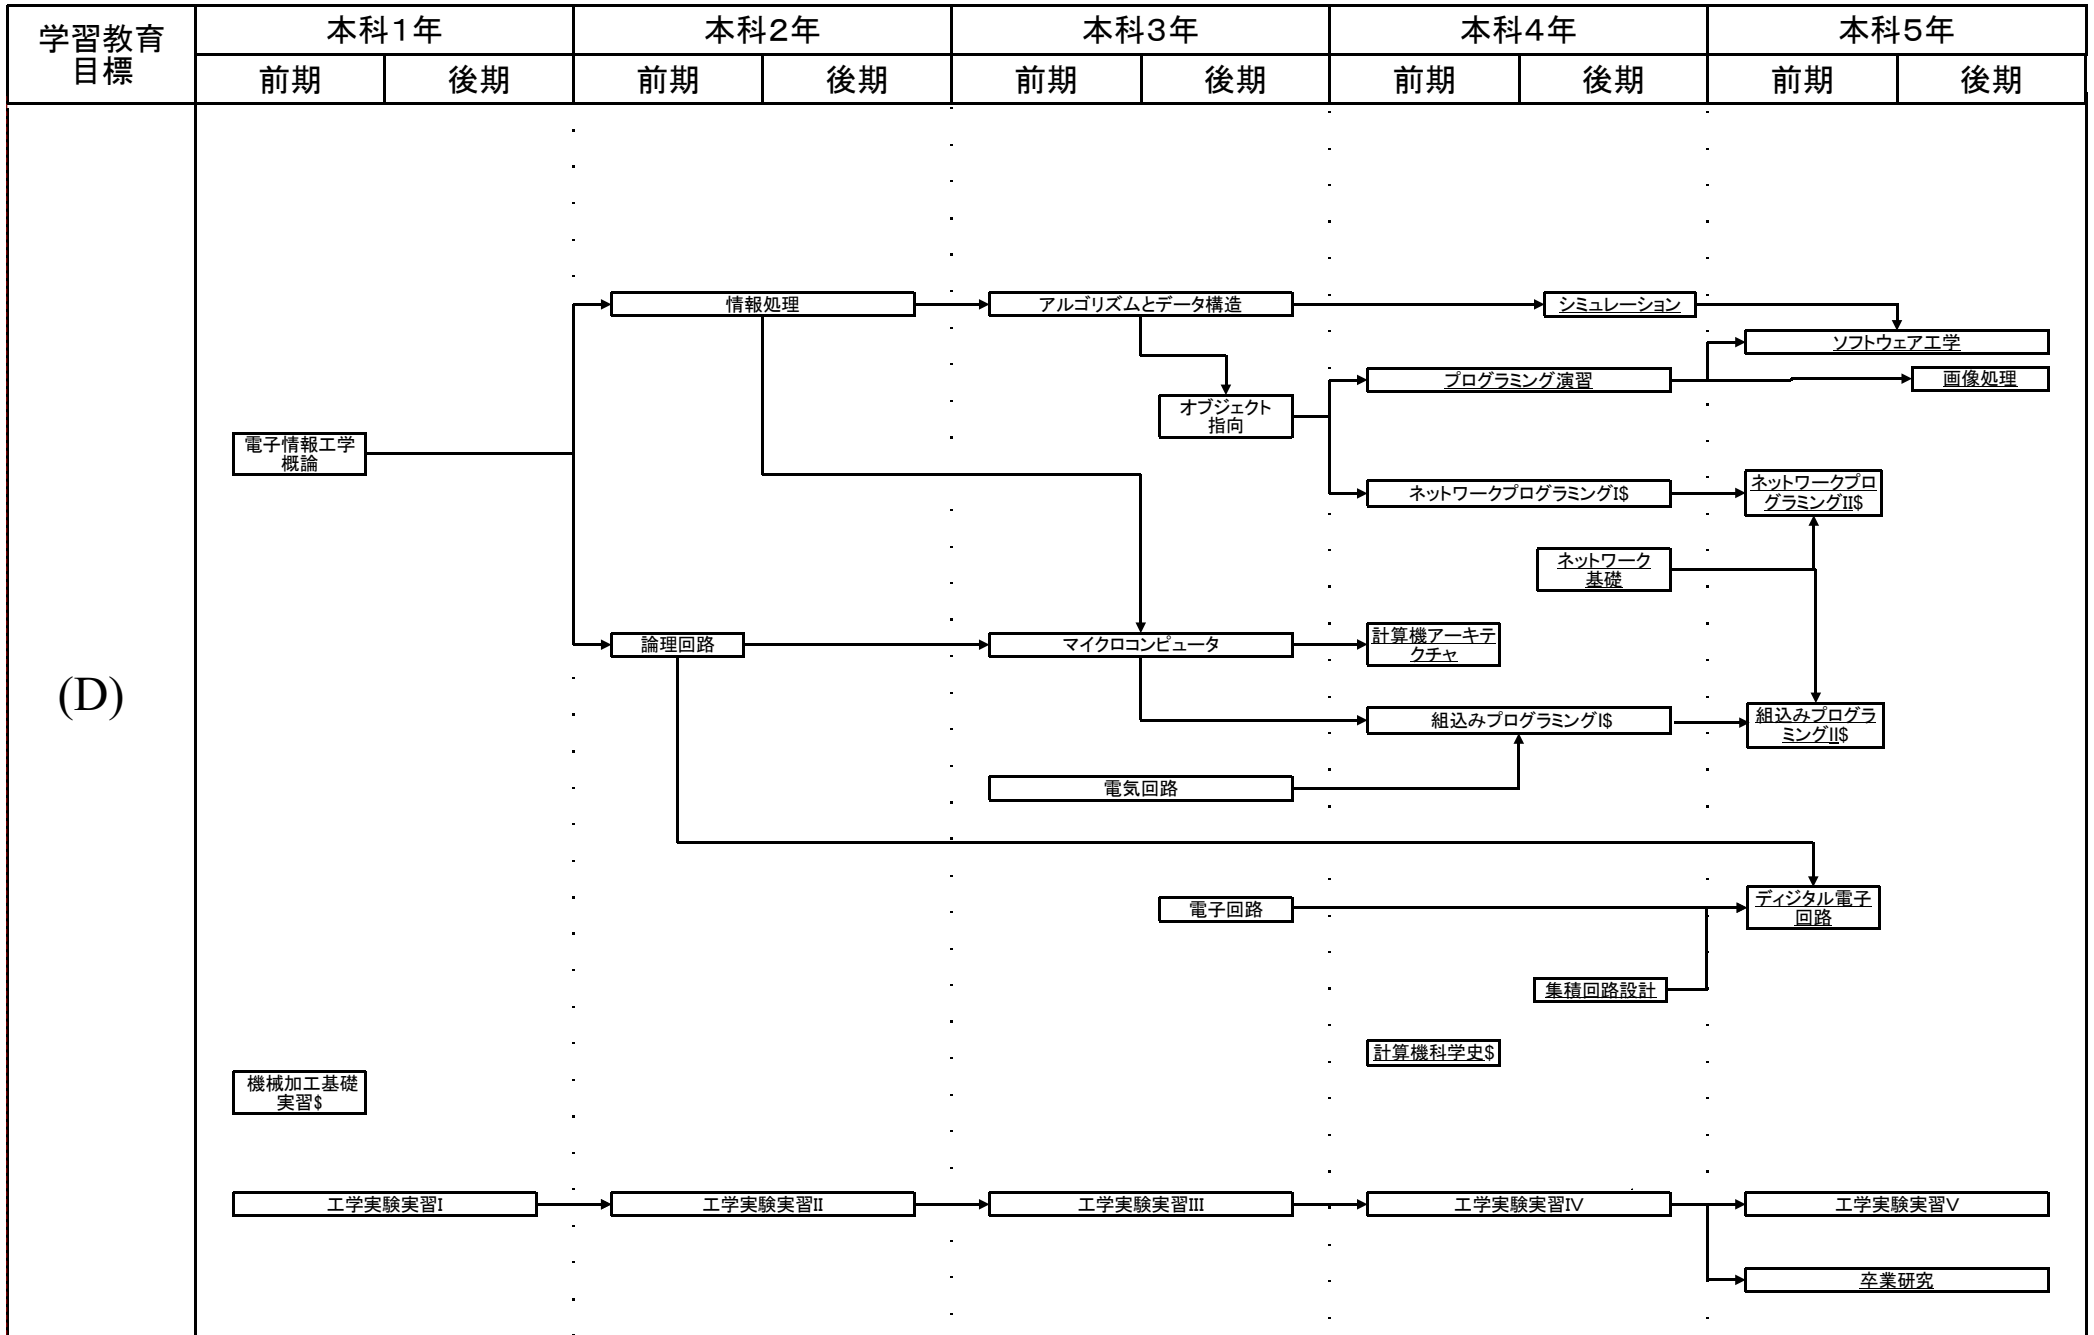 学習教育
目標
本科1年
本科2年
本科3年
本科4年
本科5年
前期
後期
前期
後期
前期
後期
前期
後期
前期
後期
(D)
情報処理
アルゴリズムとデータ構造
シミュレーション
ソフトウェア工学
プログラミング演習
画像処理
オブジェクト
指向
電子情報工学
概論
ネットワークプログラミングI$
ネットワークプロ
グラミングII$
ネットワーク
基礎
論理回路
マイクロコンピュータ
計算機アーキテ
クチャ
組込みプログラミングI$
組込みプログラ
ミングII$
電気回路
電子回路
ディジタル電子
回路
集積回路設計
計算機科学史$
機械加工基礎
実習$
工学実験実習I
工学実験実習II
工学実験実習III
工学実験実習IV
工学実験実習V
卒業研究